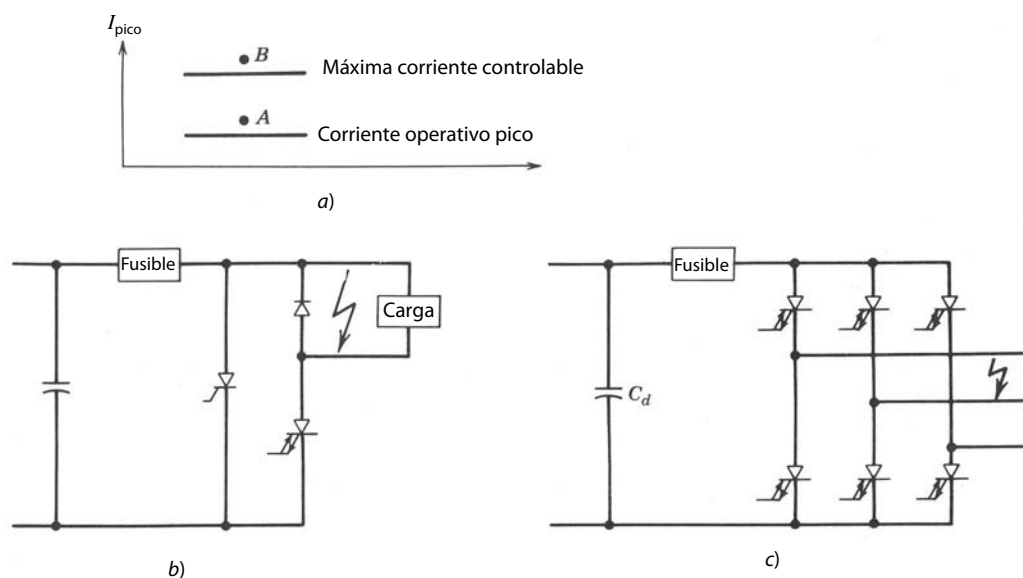 I_pico
B
Máxima corriente controlable
A
Corriente operativo pico
a)
Fusible
Carga
b)
Fusible
C_d
c)